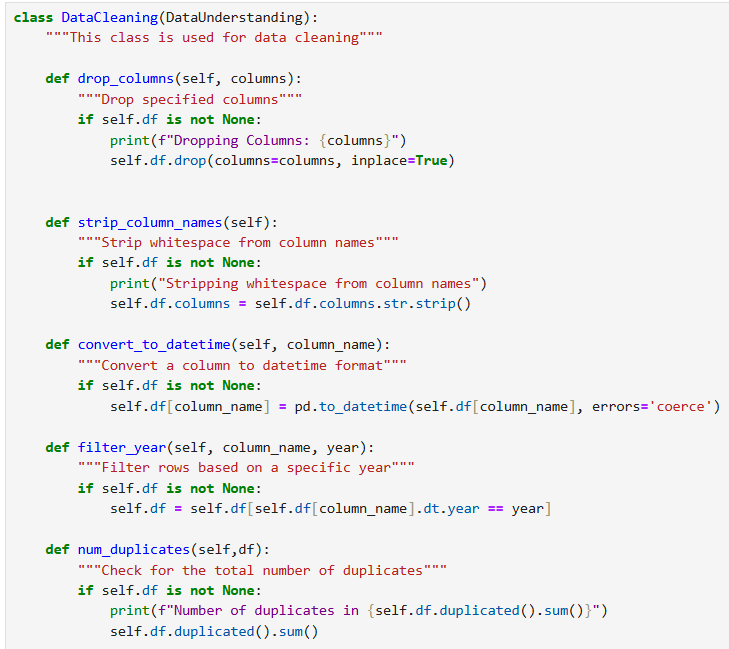 class DataCleaning(DataUnderstanding):
    """This class is used for data cleaning"""

    def drop_columns(self, columns):
        """Drop specified columns"""
        if self.df is not None:
            print(f"Dropping Columns: {columns}")
            self.df.drop(columns=columns, inplace=True)


    def strip_column_names(self):
        """Strip whitespace from column names"""
        if self.df is not None:
            print("Stripping whitespace from column names")
            self.df.columns = self.df.columns.str.strip()

    def convert_to_datetime(self, column_name):
        """Convert a column to datetime format"""
        if self.df is not None:
            self.df[column_name] = pd.to_datetime(self.df[column_name], errors='coerce')

    def filter_year(self, column_name, year):
        """Filter rows based on a specific year"""
        if self.df is not None:
            self.df = self.df[self.df[column_name].dt.year == year]

    def num_duplicates(self,df):
        """Check for the total number of duplicates"""
        if self.df is not None:
            print(f"Number of duplicates in {self.df.duplicated().sum()}")
            self.df.duplicated().sum()